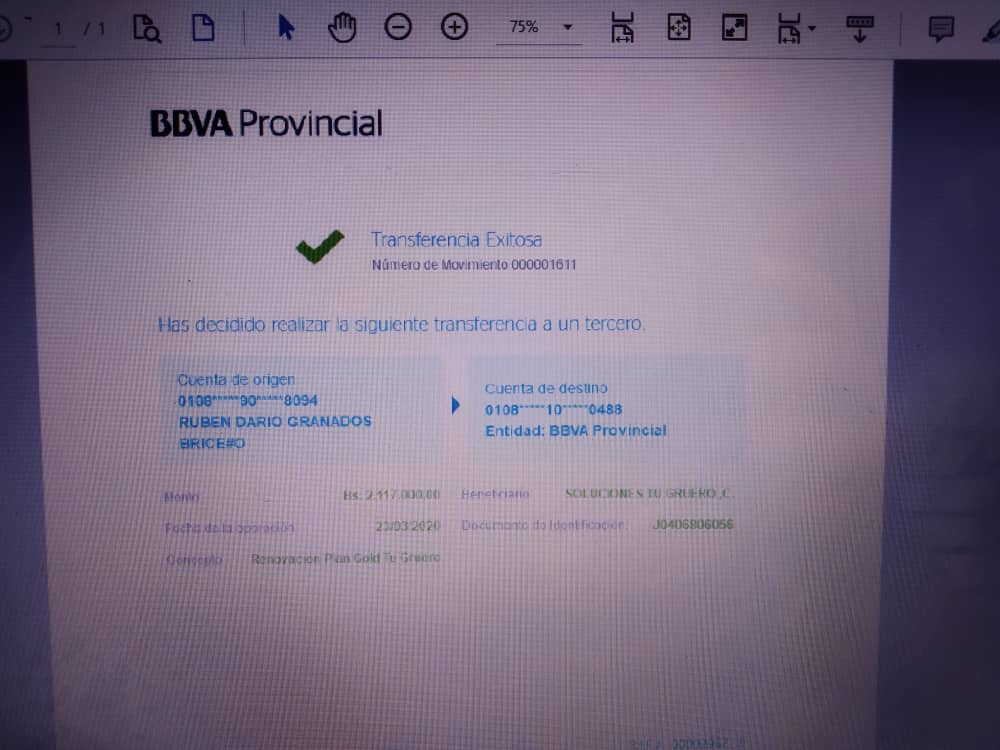 1 / 1
75%
BBVA Provincial
Transferencia Exitosa
Número de Movimiento 000001611
Has decidido realizar la siguiente transferencia a un tercero.
Cuenta de origen
0108*****90*****8094
RUBEN DARIO GRANADOS
BRICE#O
Cuenta de destino
0108*****10*****0488
Entidad: BBVA Provincial
Monto Bs. 2.117.000,00 Beneficiario SOLUCIONES TU GRUERO ,C.
Fecha de la operación 23/03/2020 Documento de Identificación J0406806056
Concepto Renovacion Plan Gold Tu Gruero